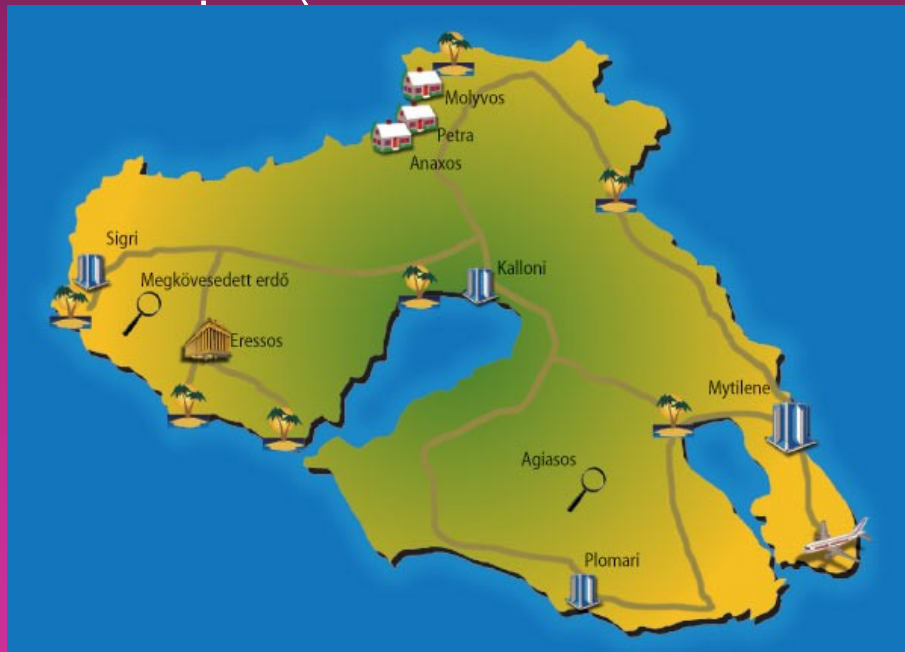 Molyvos
Petra
Anaxos
Sigri
Kalloni
Megkövesedett erdő
Eressos
Mytilene
Agiasos
Plomari